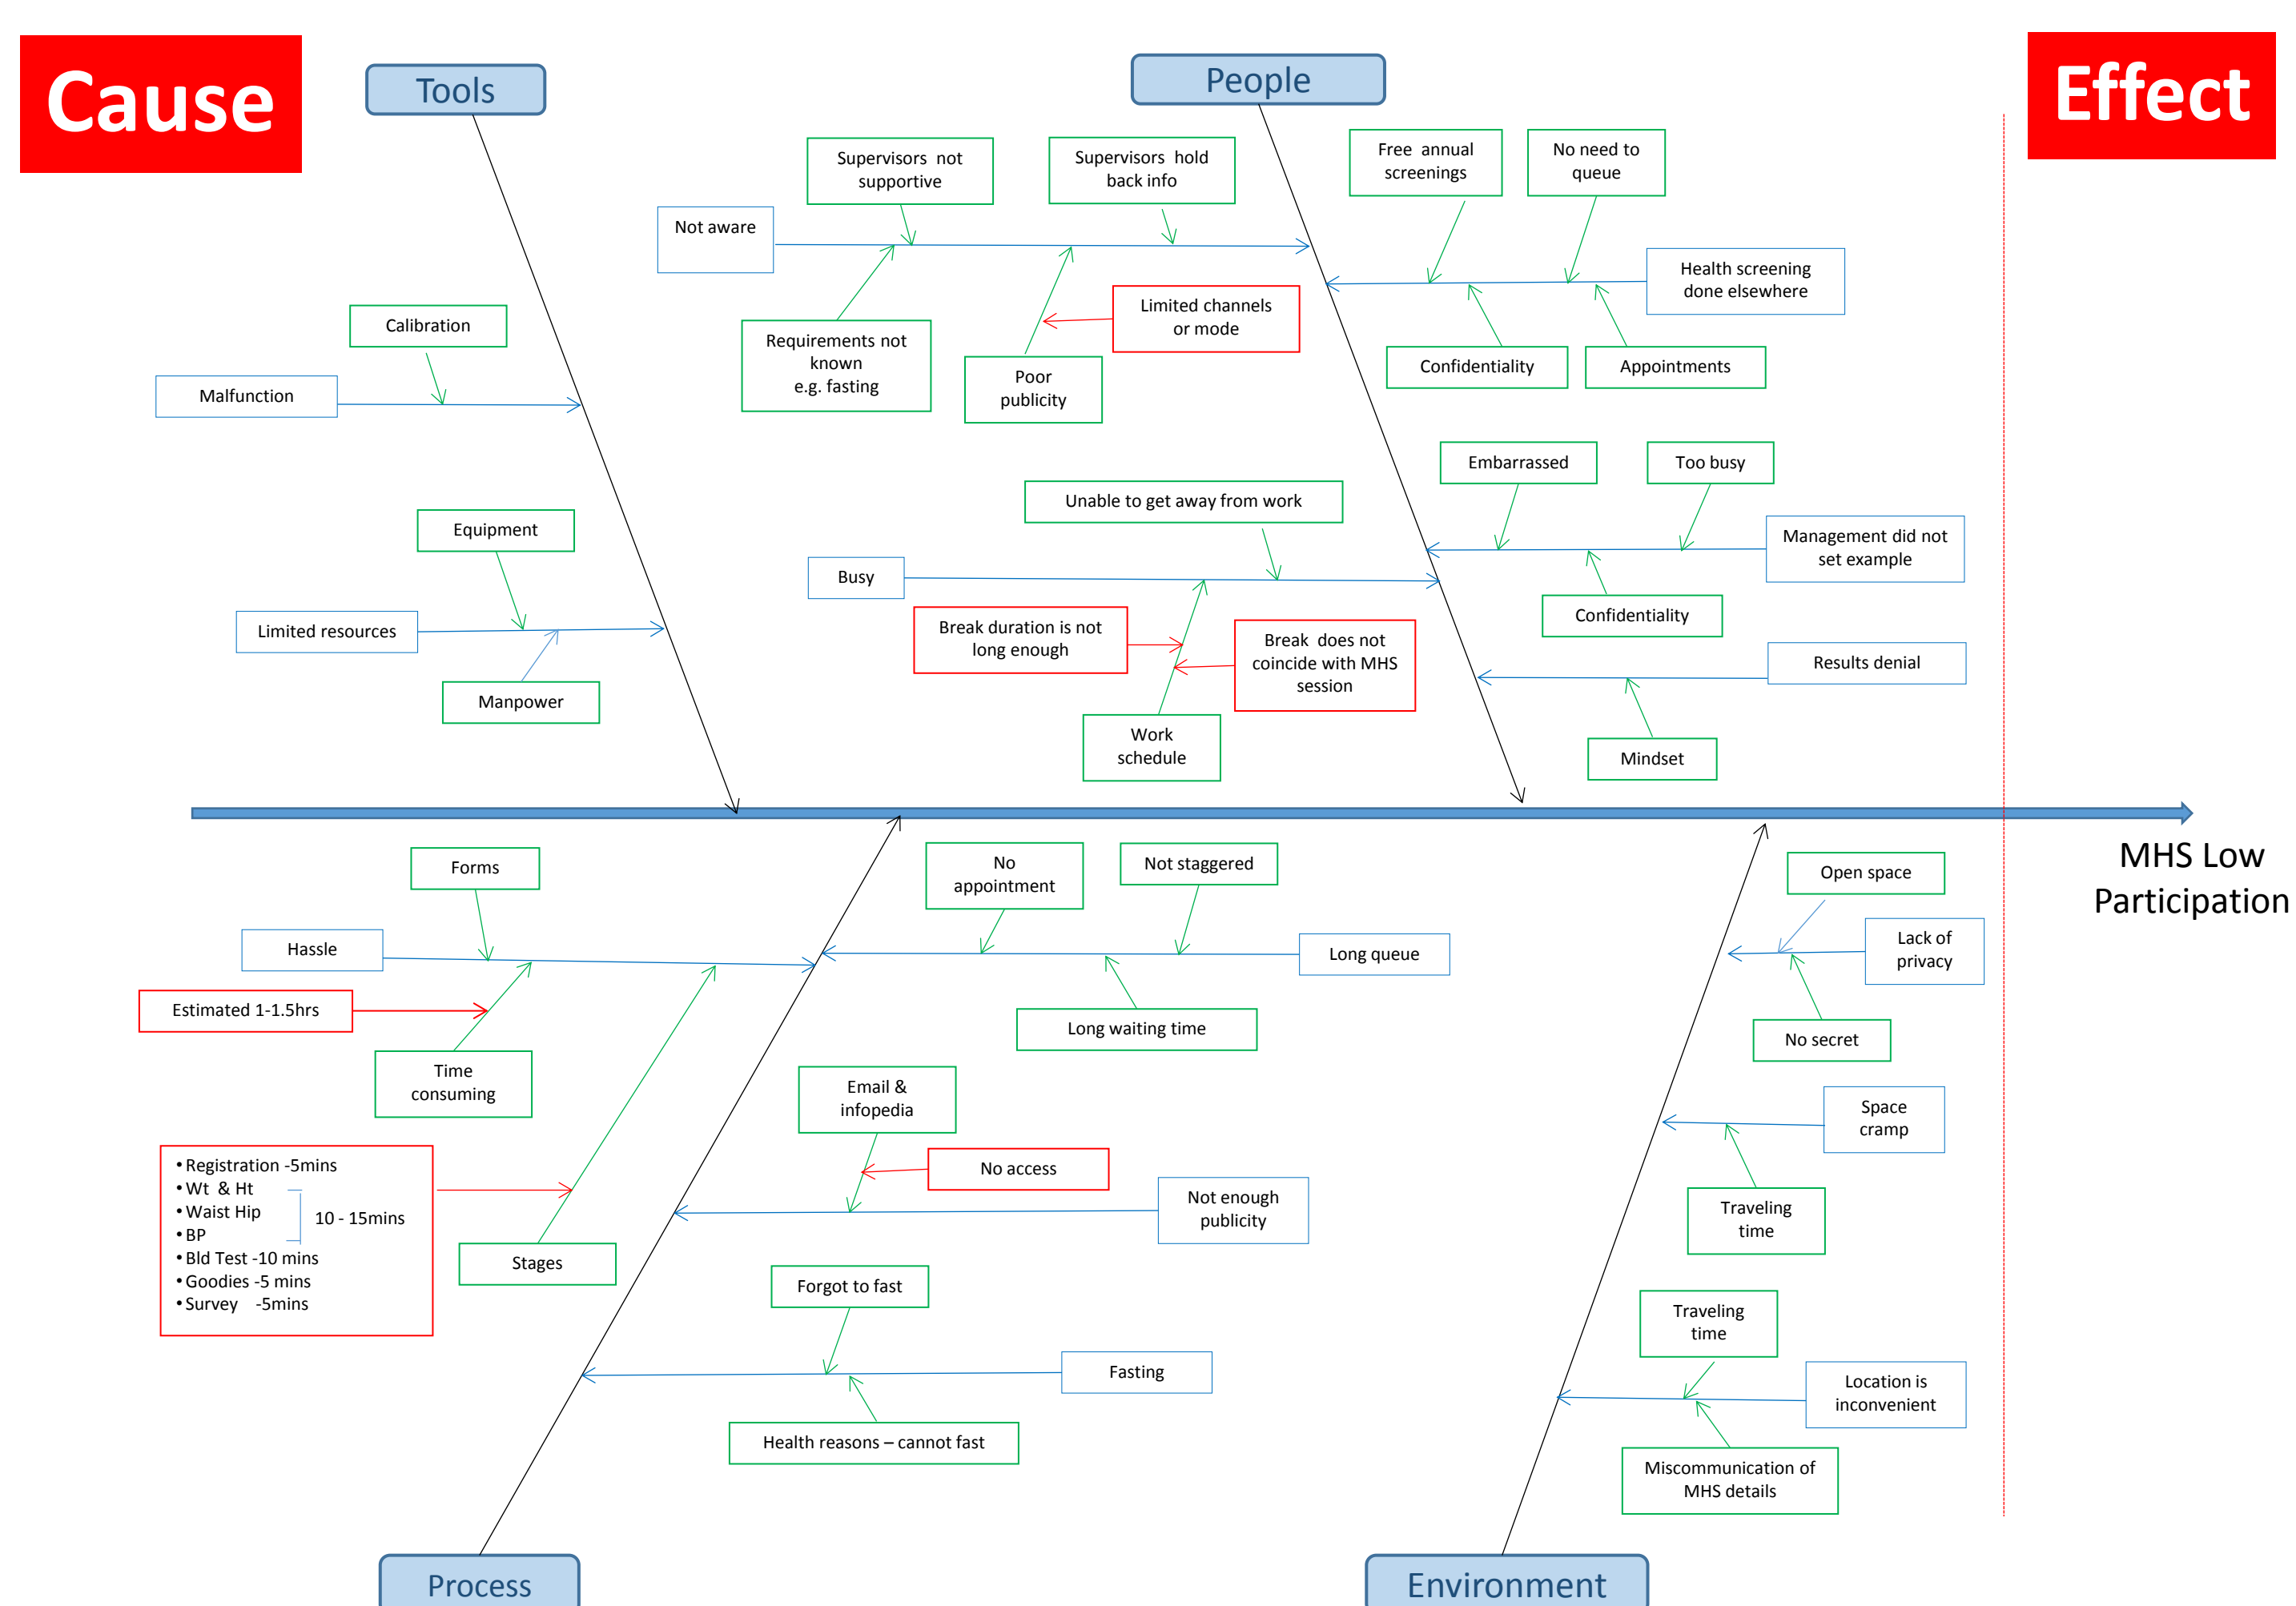 Cause
Effect
Tools
People
Supervisors not
supportive
Supervisors hold
back info
Free annual
screenings
No need to
queue
Not aware
Health screening
done elsewhere
Limited channels
or mode
Calibration
Requirements not
known
e.g. fasting
Poor
publicity
Confidentiality
Appointments
Malfunction
Embarrassed
Too busy
Unable to get away from work
Equipment
Management did not
set example
Busy
Confidentiality
Limited resources
Break duration is not
long enough
Break does not
coincide with MHS
session
Results denial
Manpower
Work
schedule
Mindset
MHS Low
Participation
Forms
No
appointment
Not staggered
Open space
Hassle
Long queue
Lack of
privacy
Estimated 1-1.5hrs
Long waiting time
No secret
Time
consuming
Email &
infopedia
Space
cramp
No access
• Registration -5mins
• Wt & Ht
• Waist Hip
10 - 15mins
• BP
• Bld Test -10 mins
• Goodies -5 mins
• Survey -5mins
Not enough
publicity
Traveling
time
Stages
Forgot to fast
Traveling
time
Fasting
Location is
inconvenient
Health reasons – cannot fast
Miscommunication of
MHS details
Process
Environment